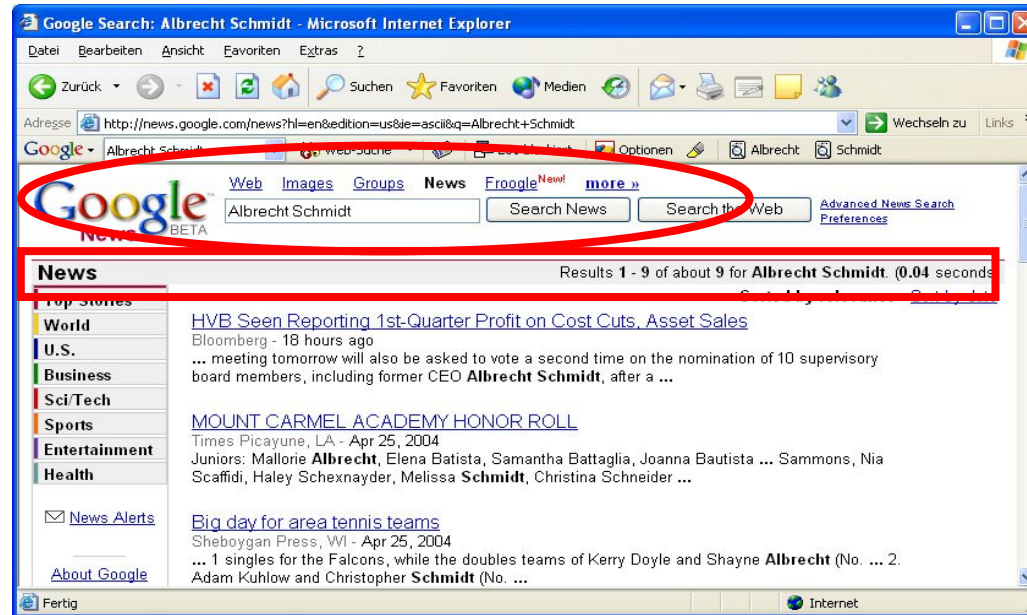 Google Search: Albrecht Schmidt - Microsoft Internet Explorer
Datei Bearbeiten Ansicht Favoriten Extras ?
Zurück Suchen Favoriten Medien
Adresse http://news.google.com/news?hl=en&edition=us&ie=ascii&q=Albrecht+Schmidt Wechseln zu Links
Google Albrecht Schmidt Web-Suche Optionen Albrecht Schmidt
Web Images Groups News Froogle New! more »
Google™ Albrecht Schmidt Search News Search the Web Advanced News Search
Preferences
News BETA
News Results 1 - 9 of about 9 for Albrecht Schmidt. (0.04 seconds
Top Stories
World
U.S.
Business
Sci/Tech
Sports
Entertainment
Health
News Alerts
About Google
HVB Seen Reporting 1st-Quarter Profit on Cost Cuts, Asset Sales
Bloomberg - 18 hours ago
... meeting tomorrow will also be asked to vote a second time on the nomination of 10 supervisory
board members, including former CEO Albrecht Schmidt, after a ...
MOUNT CARMEL ACADEMY HONOR ROLL
Times Picayune, LA - Apr 25, 2004
Juniors: Mallorie Albrecht, Elena Batista, Samantha Battaglia, Joanna Bautista ... Sammons, Nia
Scaffidi, Haley Schexnayder, Melissa Schmidt, Christina Schneider ...
Big day for area tennis teams
Sheboygan Press, WI - Apr 25, 2004
... 1 singles for the Falcons, while the doubles teams of Kerry Doyle and Shayne Albrecht (No. ... 2.
Adam Kuhlow and Christopher Schmidt (No. ...
Fertig Internet